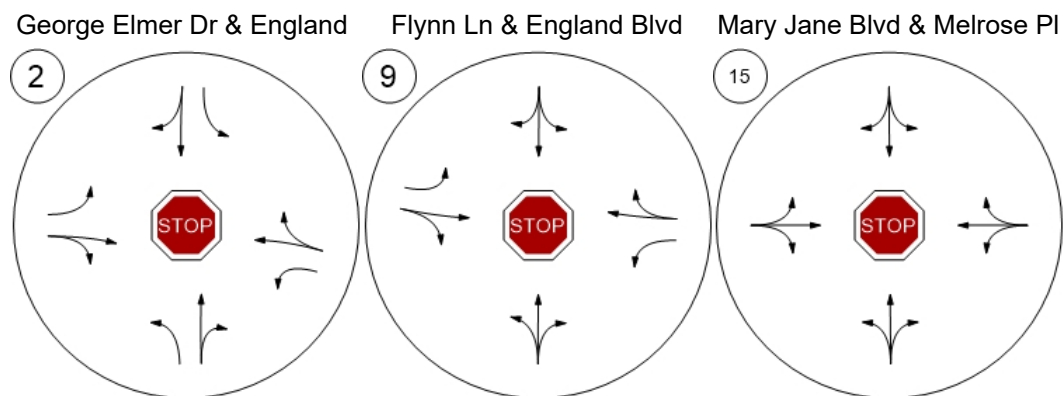 George Elmer Dr & England
Flynn Ln & England Blvd
Mary Jane Blvd & Melrose Pl
2
9
15
STOP
STOP
STOP